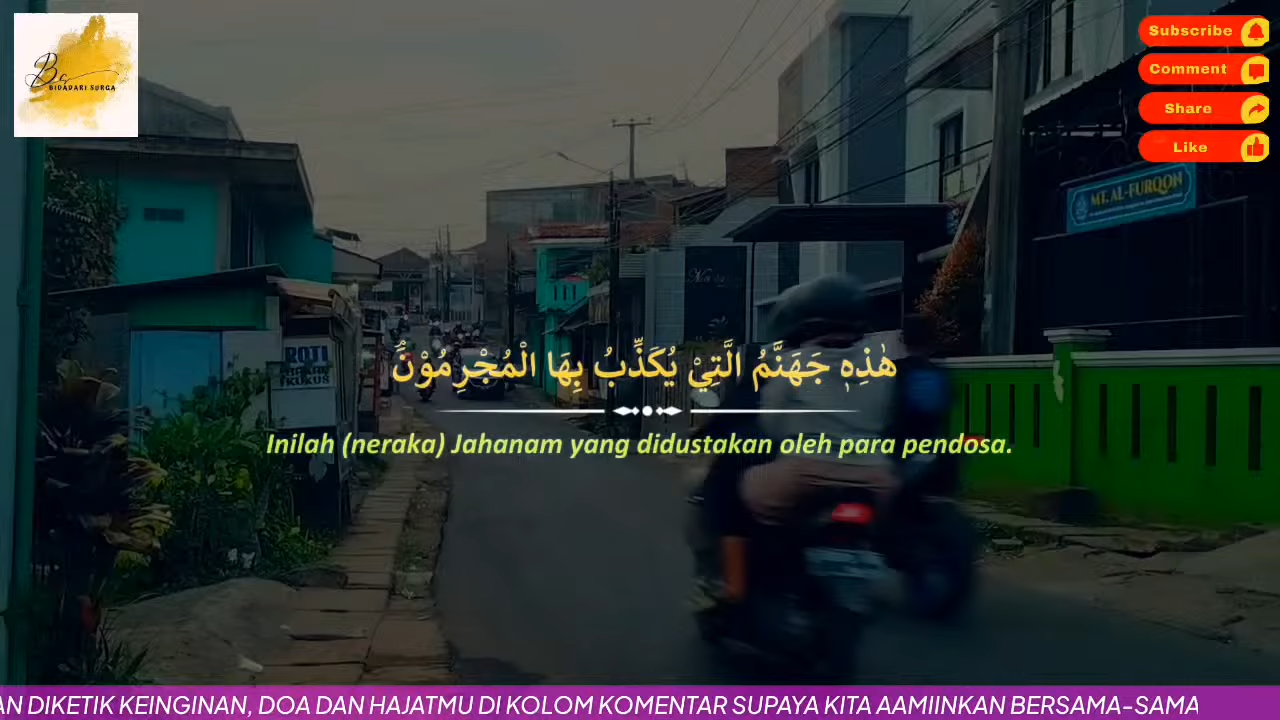 Bs
BIDADARI SURGA
Subscribe
Comment
Share
Like
MT. AL-FURQON
ROTI
KUKUS
هٰذِهٖ جَهَنَّمُ الَّتِيْ يُكَذِّبُ بِهَا الْمُجْرِمُوْنَۘ
Inilah (neraka) Jahanam yang didustakan oleh para pendosa.
AN DIKETIK KEINGINAN, DOA DAN HAJATMU DI KOLOM KOMENTAR SUPAYA KITA AAMIINKAN BERSAMA-SAMA